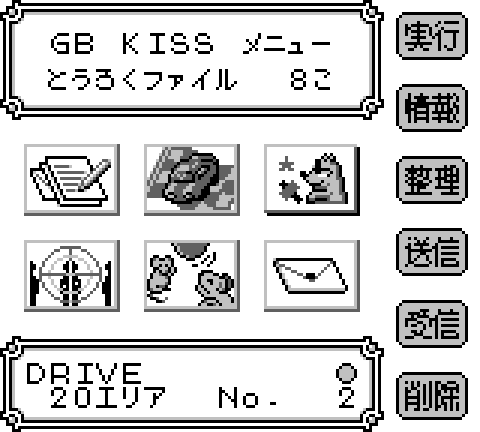 GB KISS メニュー
とうろくファイル 8こ
実行
情報
整理
送信
受信
削除
DRIVE
20エリア No. 2